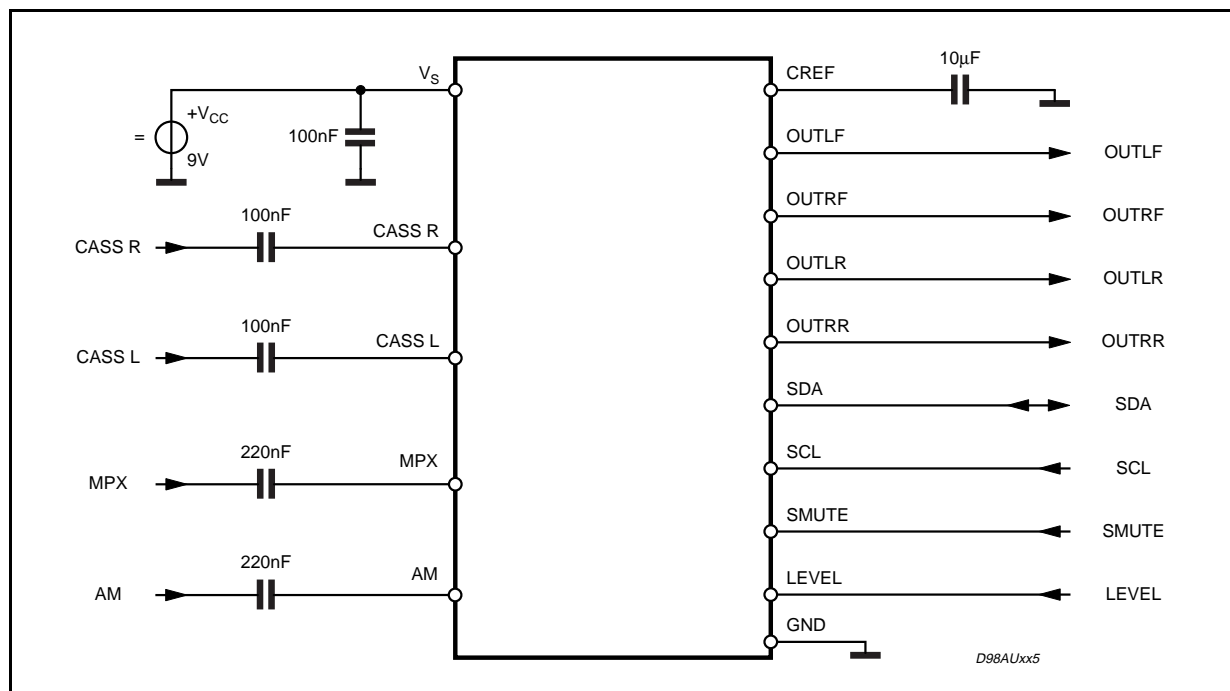 V_S
+V_CC
=
9V
100nF
100nF
CASS R
CASS R
100nF
CASS L
CASS L
220nF
MPX
MPX
220nF
AM
AM
CREF
10μF
OUTLF
OUTLF
OUTRF
OUTRF
OUTLR
OUTLR
OUTRR
OUTRR
SDA
SDA
SCL
SCL
SMUTE
SMUTE
LEVEL
LEVEL
GND
D98AUxx5